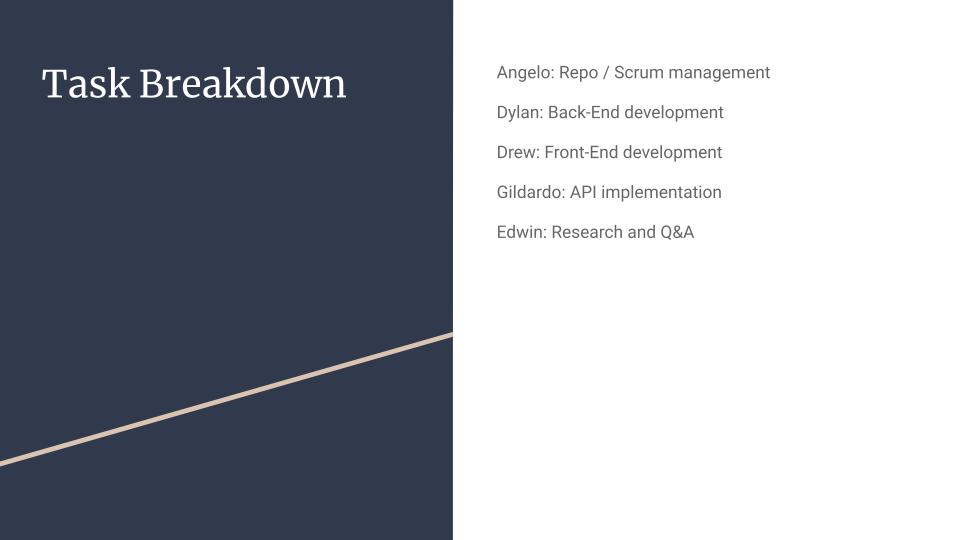 Task Breakdown
Angelo: Repo / Scrum management
Dylan: Back-End development
Drew: Front-End development
Gildardo: API implementation
Edwin: Research and Q&A